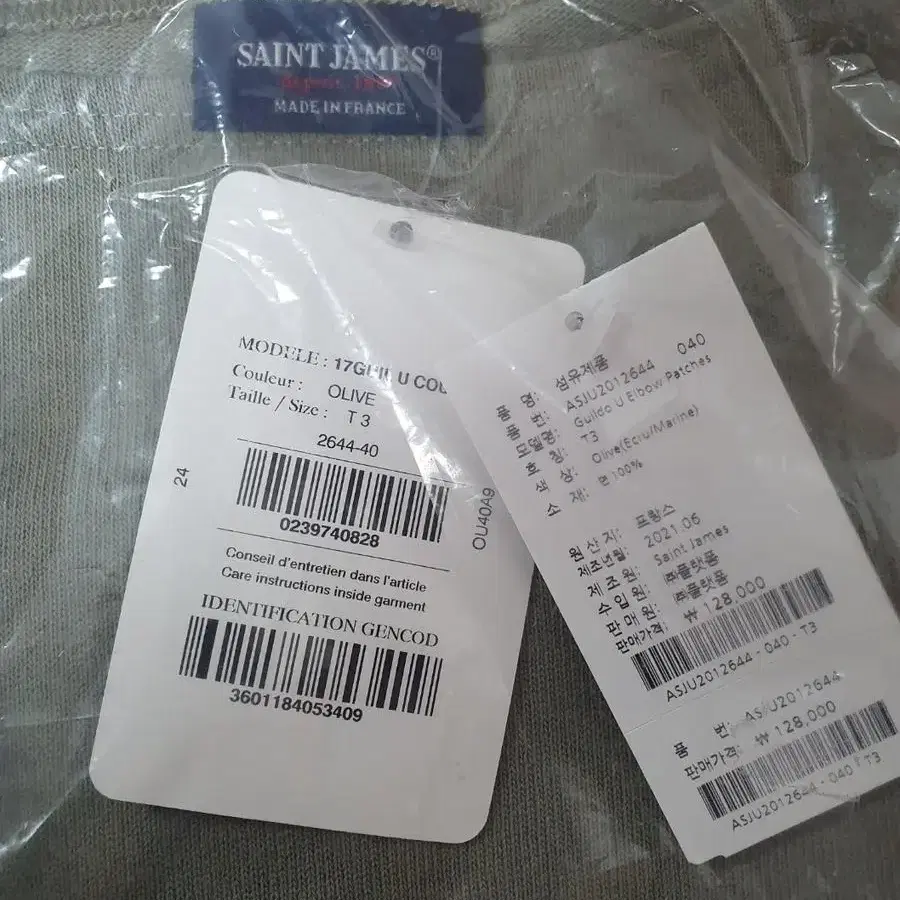 SAINT JAMES®
Depuis 1889
MADE IN FRANCE
MODELE : 17GUIL U COU
Couleur : OLIVE
Taille / Size : T 3
2644-40
24
0239740828
OU40A9
Conseil d'entretien dans l'article
Care instructions inside garment
IDENTIFICATION GENCOD
3601184053409
품 명: 섬유제품
품 번: ASJU2012644 040
모델명: Guildo U Elbow Patches
호 칭: T3
색 상: Olive(Ecru/Marine)
소 재: 면 100%
원산지: 프랑스
제조년월: 2021.06
제 조 원: Saint James
수 입 원: ㈜플랫폼
판 매 원: ㈜플랫폼
판매가격: ₩ 128,000
ASJU2012644 - 040 - T3
품 번: ASJU2012644
판매가격: ₩ 128,000
ASJU2012644 - 040 - T3